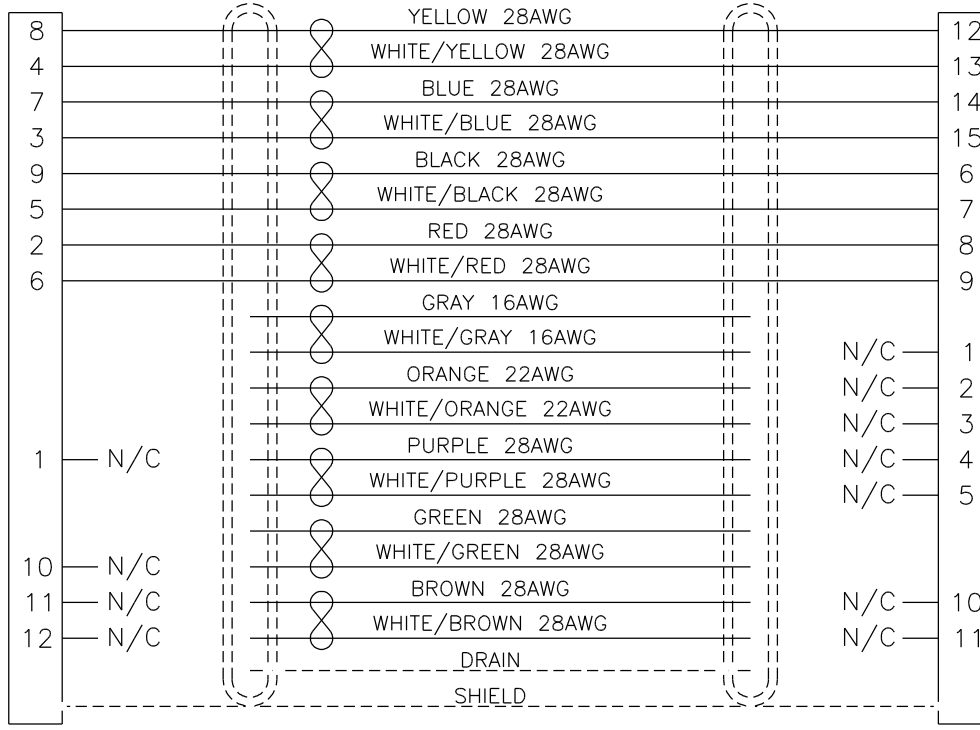 8 YELLOW 28AWG 12
4 WHITE/YELLOW 28AWG 13
7 BLUE 28AWG 14
3 WHITE/BLUE 28AWG 15
9 BLACK 28AWG 6
5 WHITE/BLACK 28AWG 7
2 RED 28AWG 8
6 WHITE/RED 28AWG 9
GRAY 16AWG
WHITE/GRAY 16AWG N/C 1
ORANGE 22AWG N/C 2
WHITE/ORANGE 22AWG N/C 3
1 N/C PURPLE 28AWG N/C 4
WHITE/PURPLE 28AWG N/C 5
GREEN 28AWG
10 N/C WHITE/GREEN 28AWG
11 N/C BROWN 28AWG N/C 10
12 N/C WHITE/BROWN 28AWG N/C 11
DRAIN
SHIELD